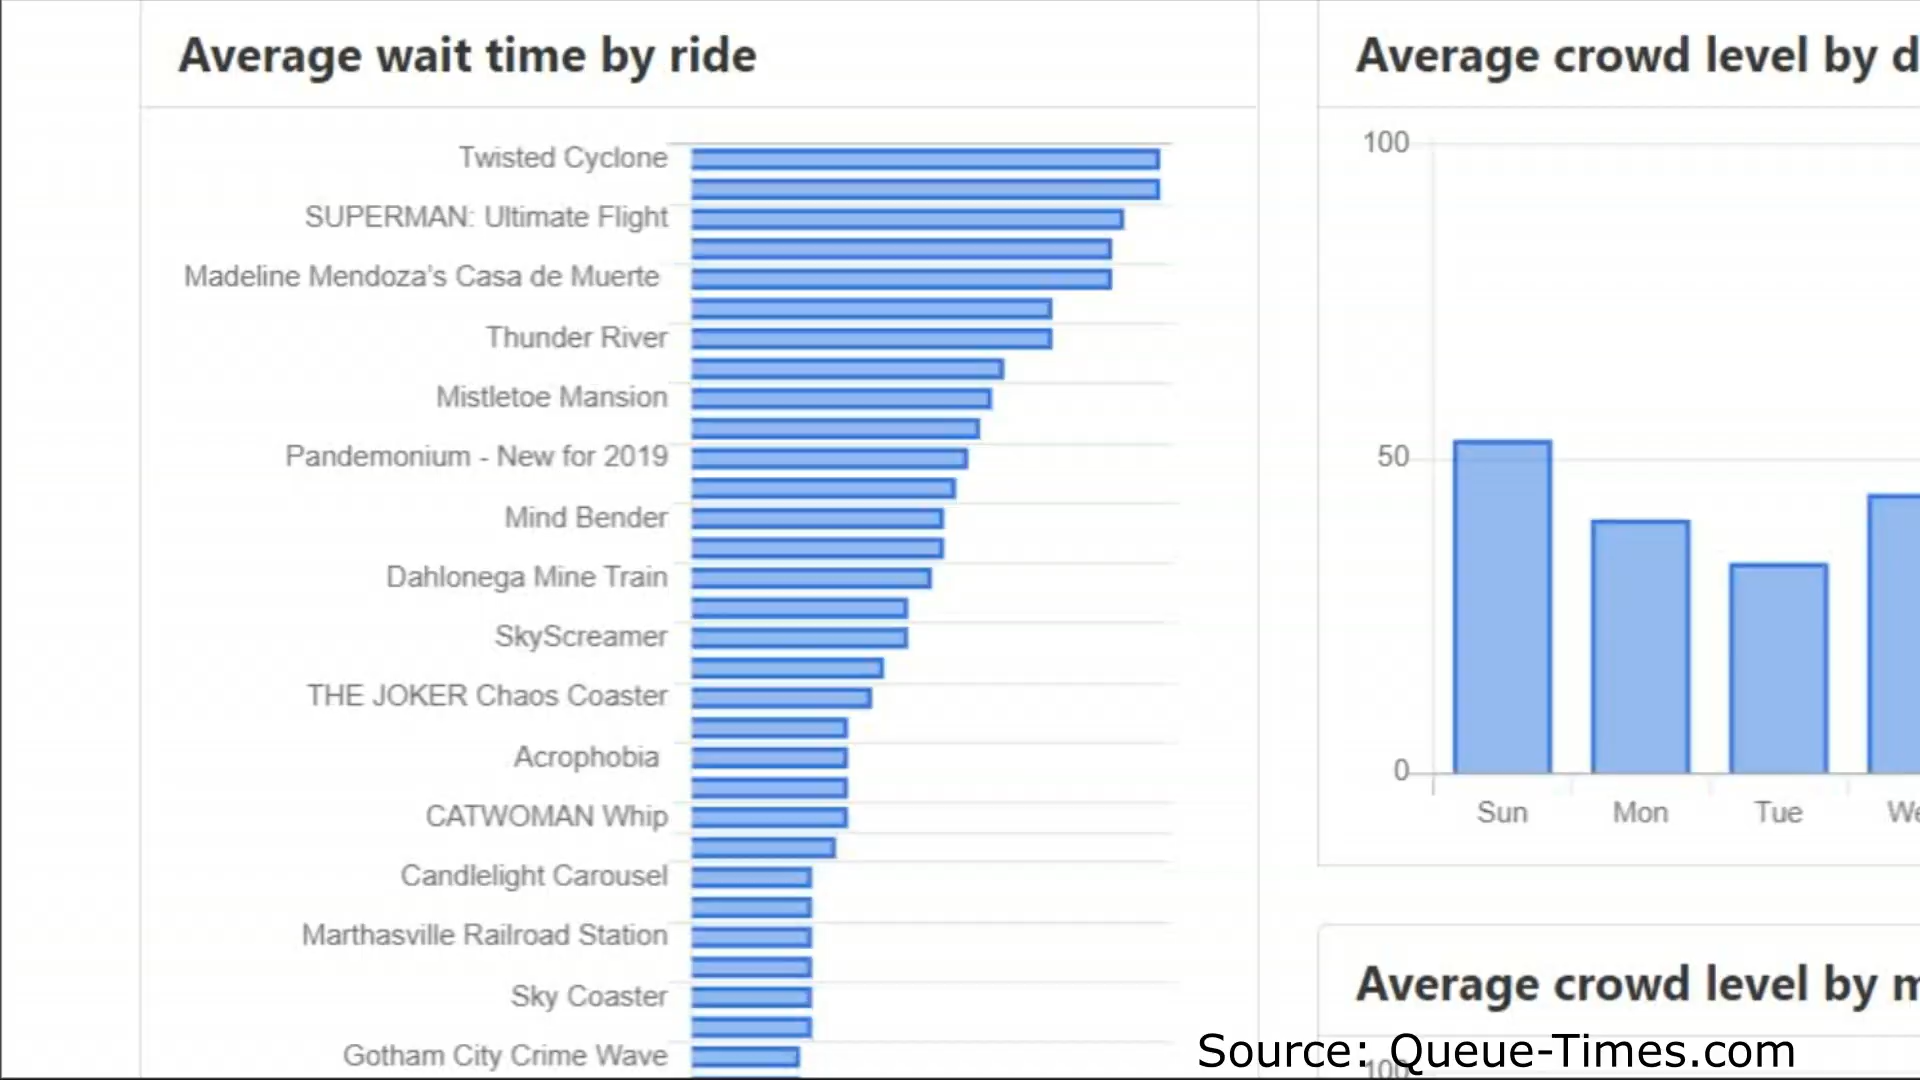 Average wait time by ride
Twisted Cyclone
SUPERMAN: Ultimate Flight
Madeline Mendoza's Casa de Muerte
Thunder River
Mistletoe Mansion
Pandemonium - New for 2019
Mind Bender
Dahlonega Mine Train
SkyScreamer
THE JOKER Chaos Coaster
Acrophobia
CATWOMAN Whip
Candlelight Carousel
Marthasville Railroad Station
Sky Coaster
Gotham City Crime Wave
Average crowd level by d
100
50
0
Sun Mon Tue We
Average crowd level by m
100
Source: Queue-Times.com